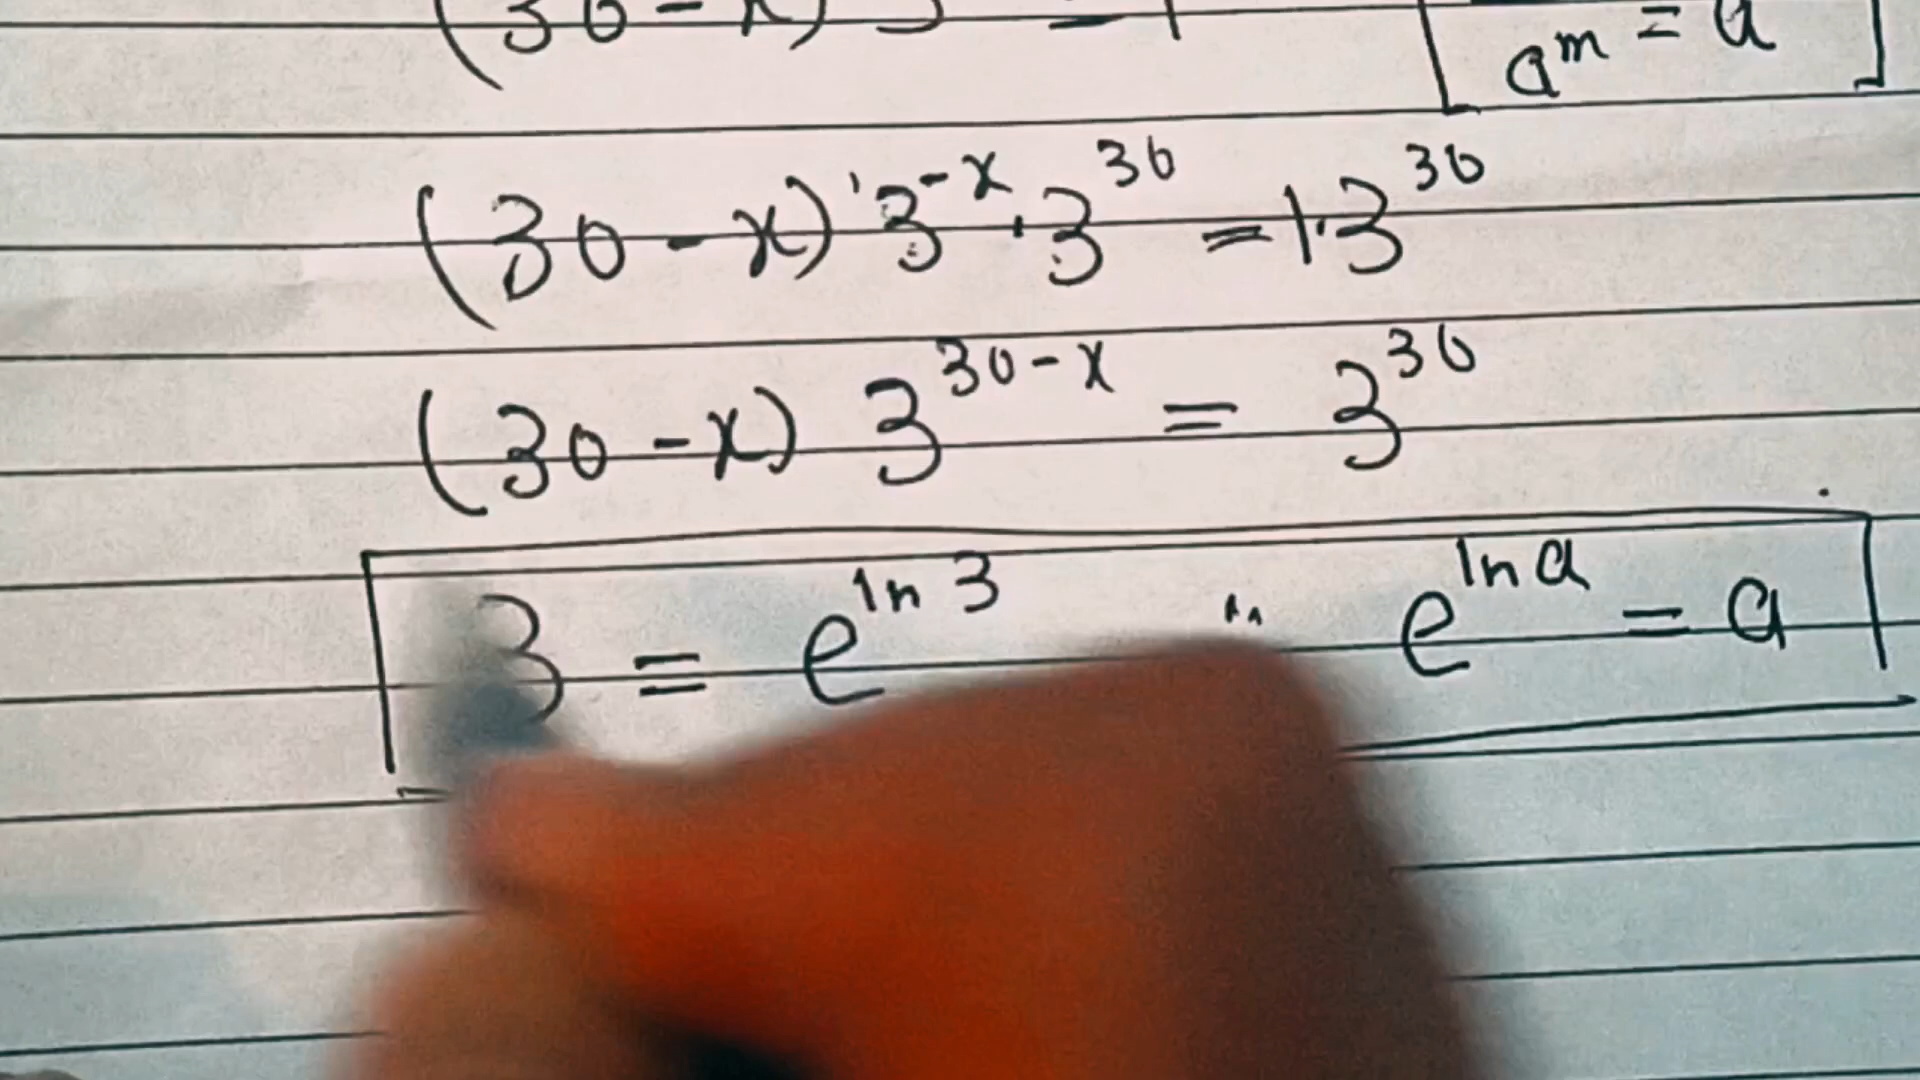 a^m = a
(30-x) 3^-x · 3^30 = 1·3^30
(30-x) 3^30-x = 3^30
3 = e^ln 3 ∵ e^ln a = a